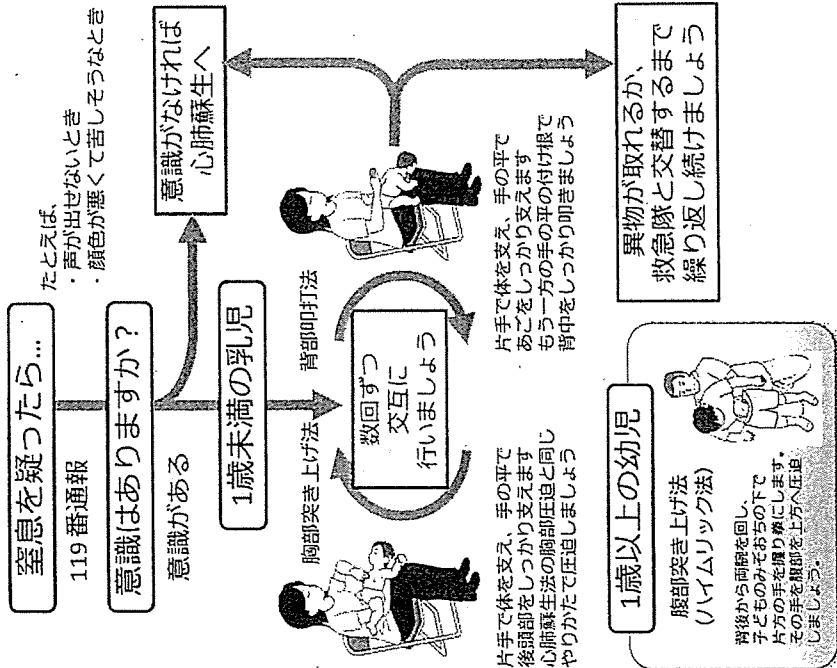 窒息を疑ったら…
たとえば、
・声が出せないとき
・顔色が悪くて苦しそうなとき
119番通報
意識はありますか？
意識がある
意識がなければ
心肺蘇生へ
1歳未満の乳児
胸部突き上げ法
背部叩打法
数回ずつ
交互に
行いましょう
片手で体を支え、手の平で
後頭部をしっかり支えます
心肺蘇生法の胸部圧迫と同じ
やりかたで圧迫しましょう
片手で体を支え、手の平で
あごをしっかり支えます
もう一方の手の平の付け根で
背中をしっかり叩きましょう
1歳以上の幼児
腹部突き上げ法
(ハイムリック法)
背後から両腕を回し、
子どものみぞおちの下で
片方の手を握り拳にします。
その手を腹部を上方へ圧迫
しましょう。
異物が取れるか、
救急隊と交替するまで
繰り返し続けましょう